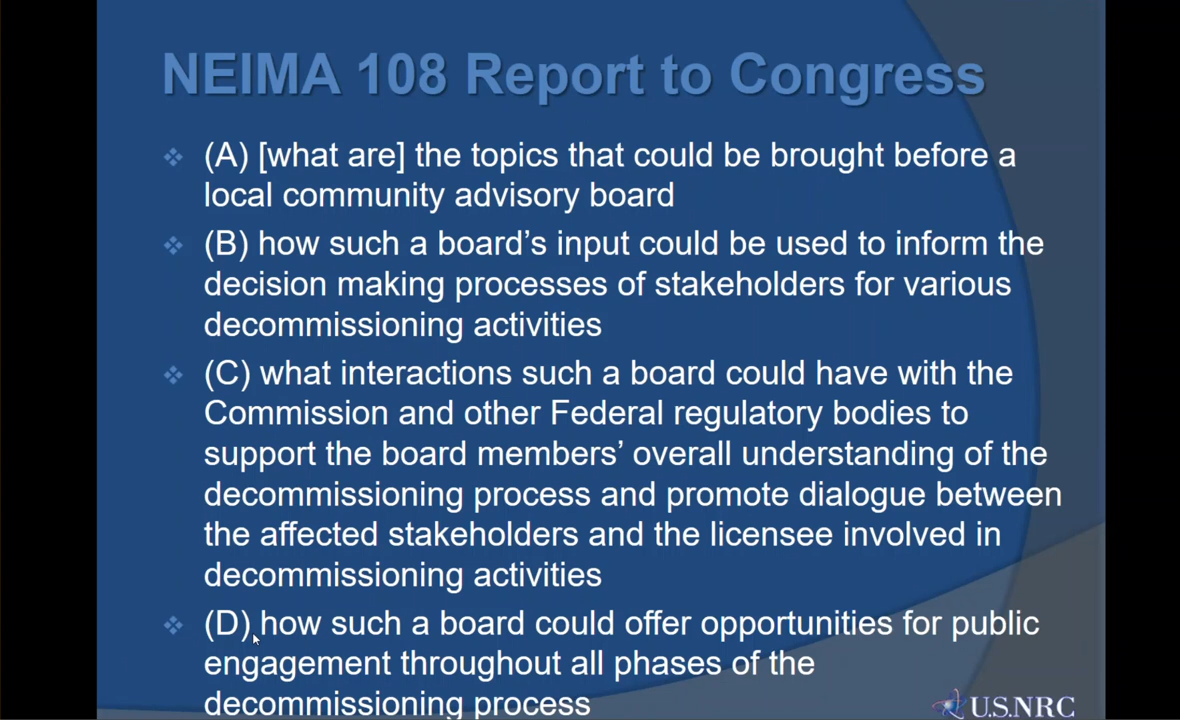 NEIMA 108 Report to Congress
(A) [what are] the topics that could be brought before a
local community advisory board
(B) how such a board’s input could be used to inform the
decision making processes of stakeholders for various
decommissioning activities
(C) what interactions such a board could have with the
Commission and other Federal regulatory bodies to
support the board members’ overall understanding of the
decommissioning process and promote dialogue between
the affected stakeholders and the licensee involved in
decommissioning activities
(D) how such a board could offer opportunities for public
engagement throughout all phases of the
decommissioning process
U.S.NRC